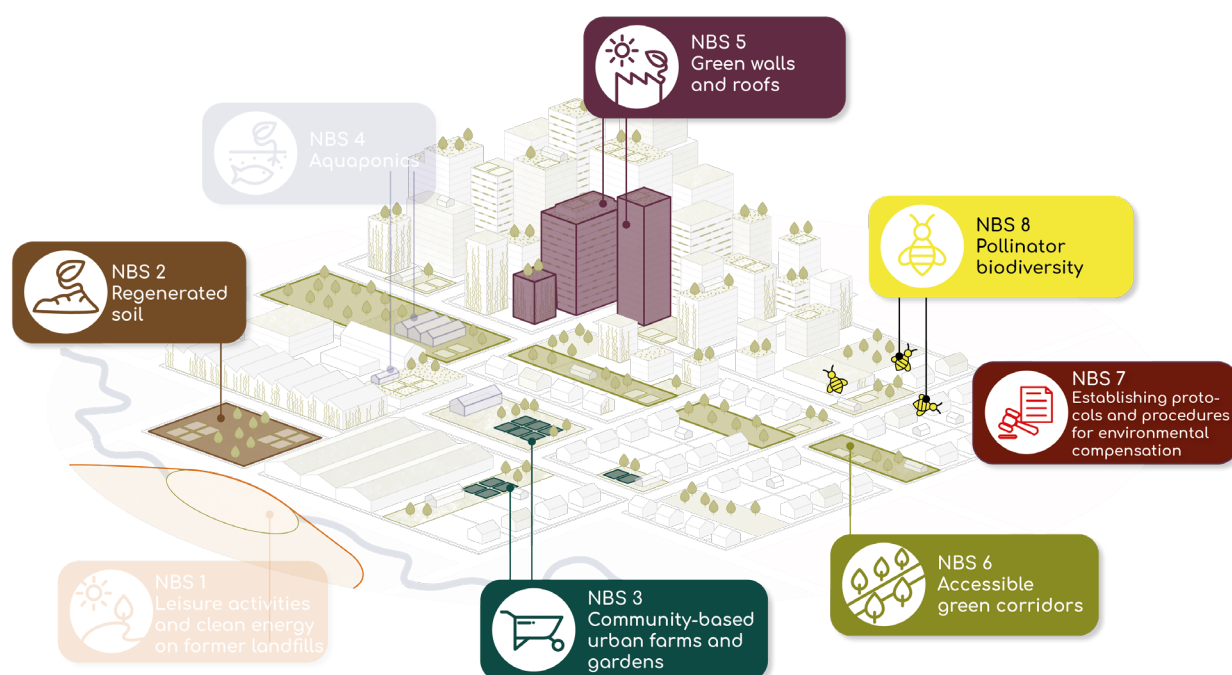 NBS 5
Green walls
and roofs
NBS 4
Aquaponics
NBS 8
Pollinator
biodiversity
NBS 2
Regenerated
soil
NBS 7
Establishing proto-
cols and procedures
for environmental
compensation
NBS 6
Accessible
green corridors
NBS 1
Leisure activities
and clean energy
on former landfills
NBS 3
Community-based
urban farms and
gardens